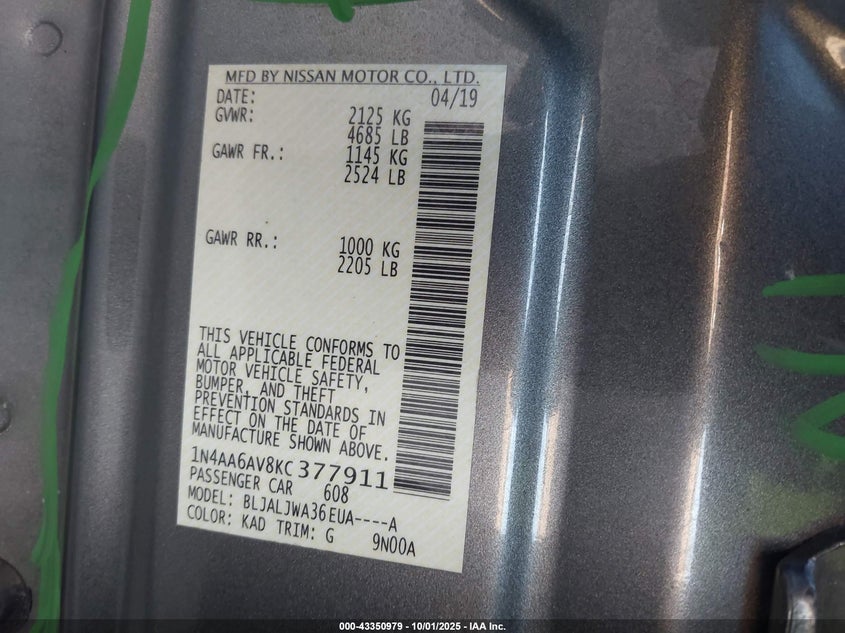 MFD BY NISSAN MOTOR CO., LTD.
DATE: 04/19
GVWR: 2125 KG
4685 LB
GAWR FR.: 1145 KG
2524 LB
GAWR RR.: 1000 KG
2205 LB
THIS VEHICLE CONFORMS TO
ALL APPLICABLE FEDERAL
MOTOR VEHICLE SAFETY,
BUMPER, AND THEFT
PREVENTION STANDARDS IN
EFFECT ON THE DATE OF
MANUFACTURE SHOWN ABOVE.
1N4AA6AV8KC377911
PASSENGER CAR 608
MODEL: BLJALJWA36EUA----A
COLOR: KAD TRIM: G 9N00A
000-43350979 - 10/01/2025 - IAA Inc.